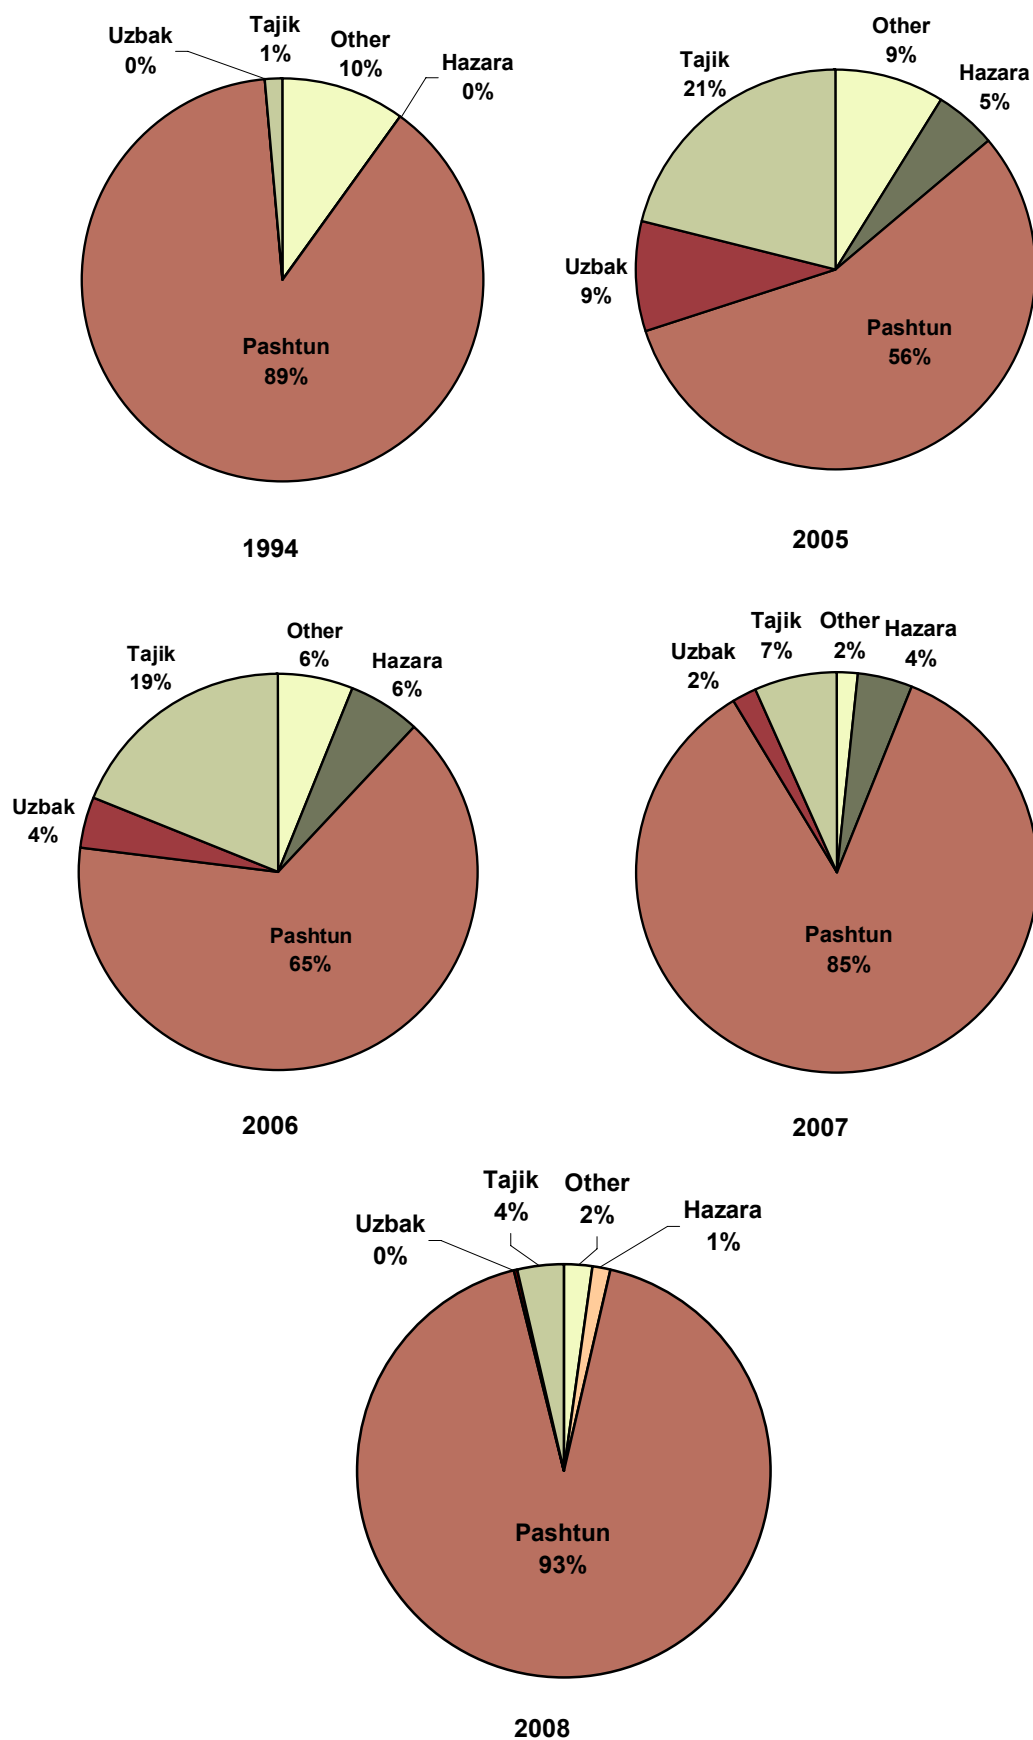 Uzbak
0%
Tajik
1%
Other
10%
Hazara
0%
Pashtun
89%
1994
Tajik
21%
Other
9%
Hazara
5%
Uzbak
9%
Pashtun
56%
2005
Tajik
19%
Other
6%
Hazara
6%
Uzbak
4%
Pashtun
65%
2006
Uzbak
2%
Tajik
7%
Other
2%
Hazara
4%
Pashtun
85%
2007
Uzbak
0%
Tajik
4%
Other
2%
Hazara
1%
Pashtun
93%
2008